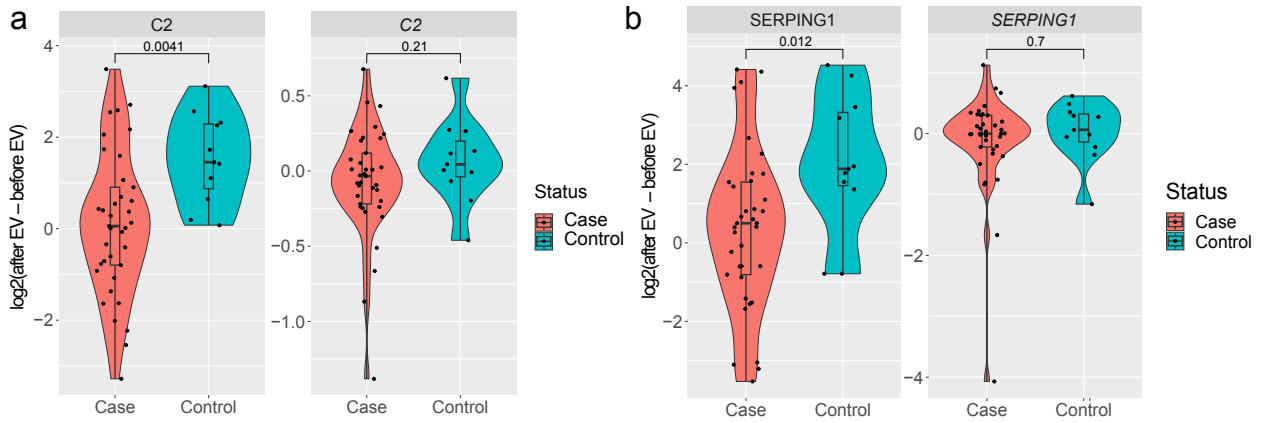 a
C2
C2
0.0041
0.21
log2(after EV – before EV)
4
2
0
−2
0.5
0.0
−0.5
−1.0
Case
Control
Case
Control
Status
Case
Control
b
SERPING1
SERPING1
0.012
0.7
log2(after EV – before EV)
4
2
0
−2
0
−2
−4
Case
Control
Case
Control
Status
Case
Control